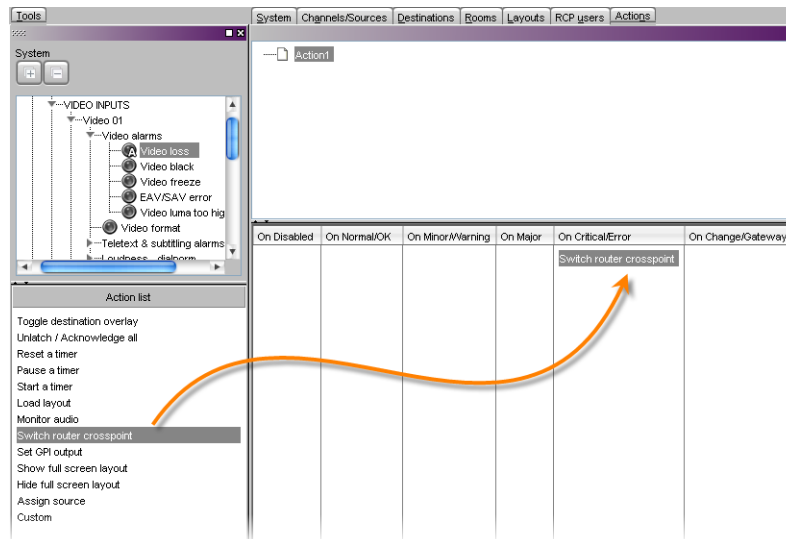 Tools
System Channels/Sources Destinations Rooms Layouts RCP users Actions
System
VIDEO INPUTS
Video 01
Video alarms
Video loss
Video black
Video freeze
EAV/SAV error
Video luma too hig
Video format
Teletext & subtitling alarms
Loudness - dialnorm
Action list
Toggle destination overlay
Unlatch / Acknowledge all
Reset a timer
Pause a timer
Start a timer
Load layout
Monitor audio
Switch router crosspoint
Set GPI output
Show full screen layout
Hide full screen layout
Assign source
Custom
Action1
On Disabled On Normal/OK On Minor/Warning On Major On Critical/Error On Change/Gateway
Switch router crosspoint